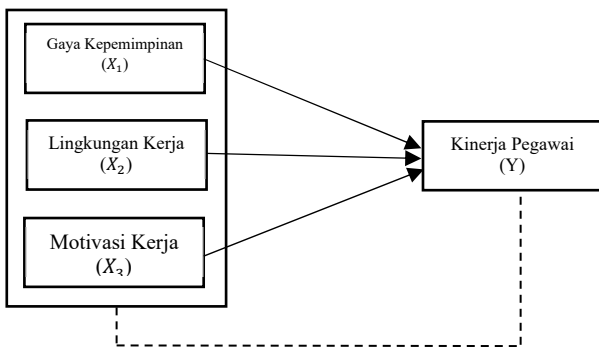 Gaya Kepemimpinan
(𝑋₁)
Lingkungan Kerja
(𝑋₂)
Motivasi Kerja
(𝑋₃)
Kinerja Pegawai
(Y)